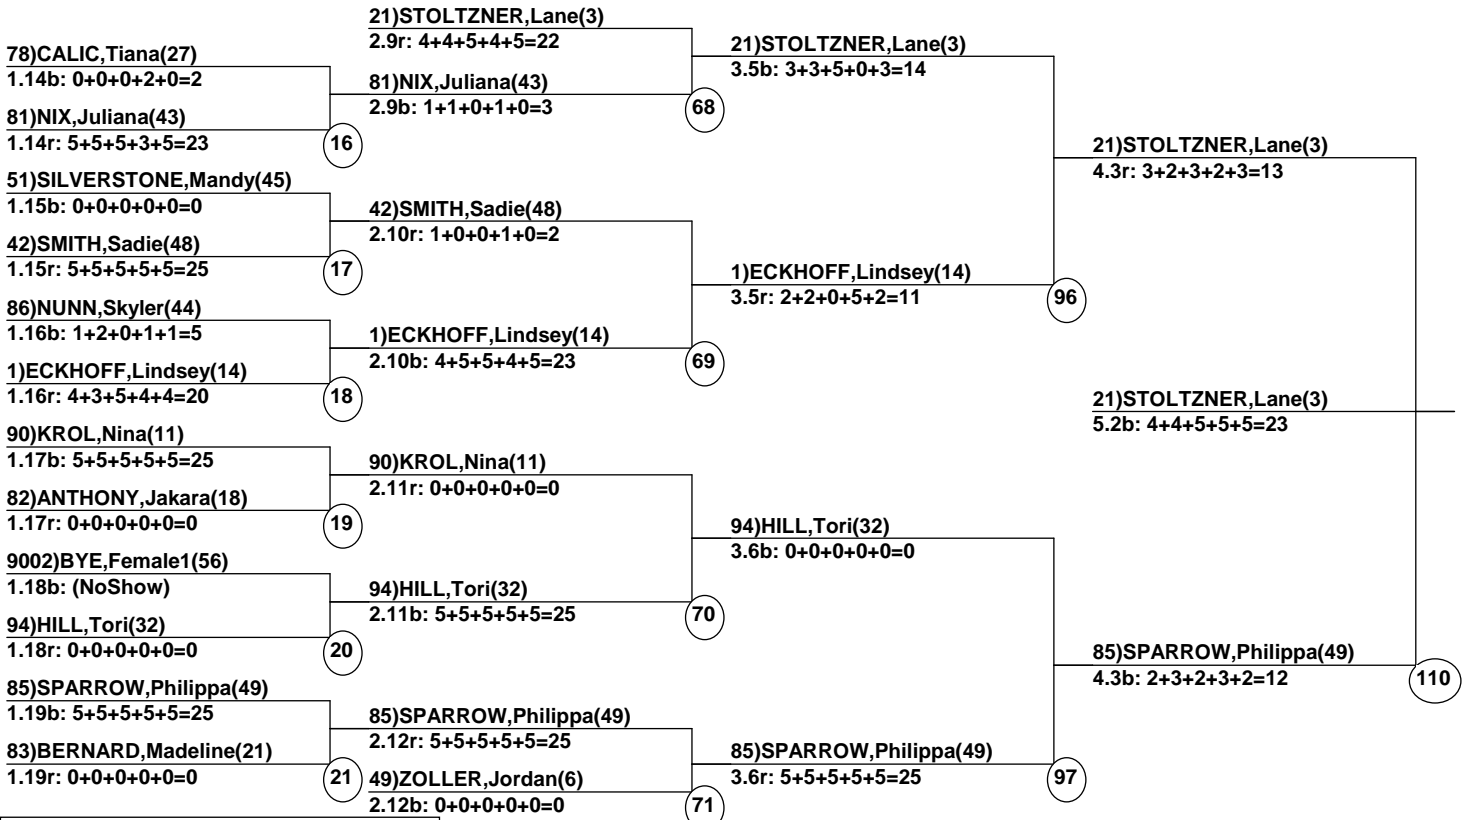 78)CALIC,Tiana(27)
1.14b: 0+0+0+2+0=2
81)NIX,Juliana(43)
1.14r: 5+5+5+3+5=23
16
51)SILVERSTONE,Mandy(45)
1.15b: 0+0+0+0+0=0
42)SMITH,Sadie(48)
1.15r: 5+5+5+5+5=25
17
86)NUNN,Skyler(44)
1.16b: 1+2+0+1+1=5
1)ECKHOFF,Lindsey(14)
1.16r: 4+3+5+4+4=20
18
90)KROL,Nina(11)
1.17b: 5+5+5+5+5=25
82)ANTHONY,Jakara(18)
1.17r: 0+0+0+0+0=0
19
9002)BYE,Female1(56)
1.18b: (NoShow)
94)HILL,Tori(32)
1.18r: 0+0+0+0+0=0
20
85)SPARROW,Philippa(49)
1.19b: 5+5+5+5+5=25
83)BERNARD,Madeline(21)
1.19r: 0+0+0+0+0=0
21
21)STOLTZNER,Lane(3)
2.9r: 4+4+5+4+5=22
81)NIX,Juliana(43)
2.9b: 1+1+0+1+0=3
68
42)SMITH,Sadie(48)
2.10r: 1+0+0+1+0=2
1)ECKHOFF,Lindsey(14)
2.10b: 4+5+5+4+5=23
69
90)KROL,Nina(11)
2.11r: 0+0+0+0+0=0
94)HILL,Tori(32)
2.11b: 5+5+5+5+5=25
70
85)SPARROW,Philippa(49)
2.12r: 5+5+5+5+5=25
49)ZOLLER,Jordan(6)
2.12b: 0+0+0+0+0=0
71
21)STOLTZNER,Lane(3)
3.5b: 3+3+5+0+3=14
1)ECKHOFF,Lindsey(14)
3.5r: 2+2+0+5+2=11
96
94)HILL,Tori(32)
3.6b: 0+0+0+0+0=0
85)SPARROW,Philippa(49)
3.6r: 5+5+5+5+5=25
97
21)STOLTZNER,Lane(3)
4.3r: 3+2+3+2+3=13
85)SPARROW,Philippa(49)
4.3b: 2+3+2+3+2=12
110
21)STOLTZNER,Lane(3)
5.2b: 4+4+5+5+5=23